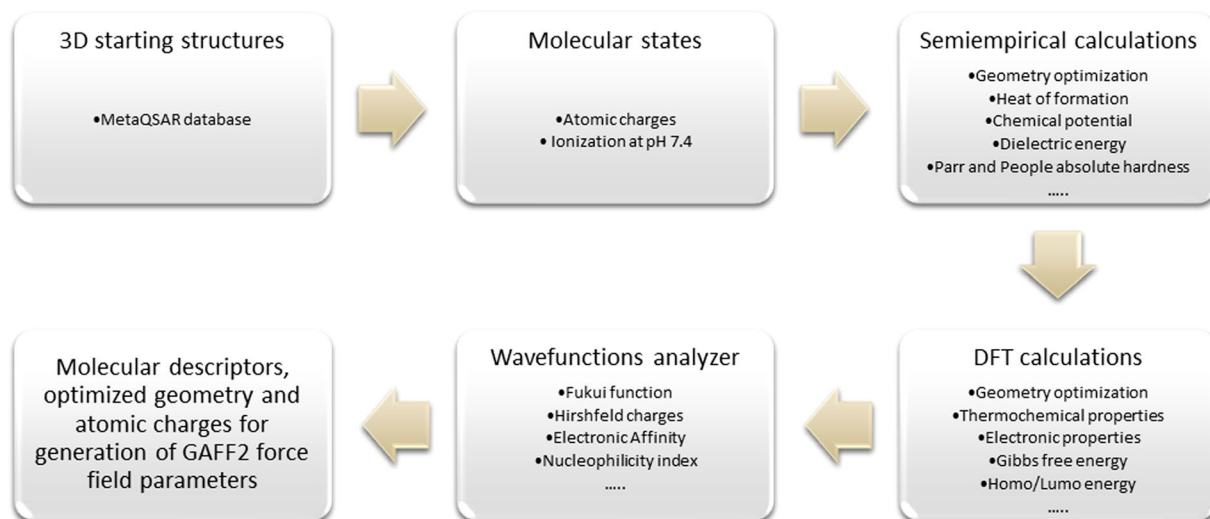 3D starting structures
•MetaQSAR database
Molecular states
•Atomic charges
• Ionization at pH 7.4
Semiempirical calculations
•Geometry optimization
•Heat of formation
•Chemical potential
•Dielectric energy
•Parr and People absolute hardness
.....
DFT calculations
•Geometry optimization
•Thermochemical properties
•Electronic properties
•Gibbs free energy
•Homo/Lumo energy
.....
Wavefunctions analyzer
•Fukui function
•Hirshfeld charges
•Electronic Affinity
•Nucleophilicity index
.....
Molecular descriptors,
optimized geometry and
atomic charges for
generation of GAFF2 force
field parameters